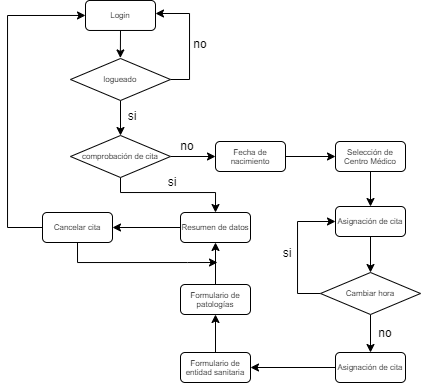 Login
no
logueado
si
comprobación de cita
no
Fecha de
nacimiento
Selección de
Centro Médico
si
Cancelar cita
Resumen de datos
Asignación de cita
si
Cambiar hora
Formulario de
patologías
no
Formulario de
entidad sanitaria
Asignación de cita